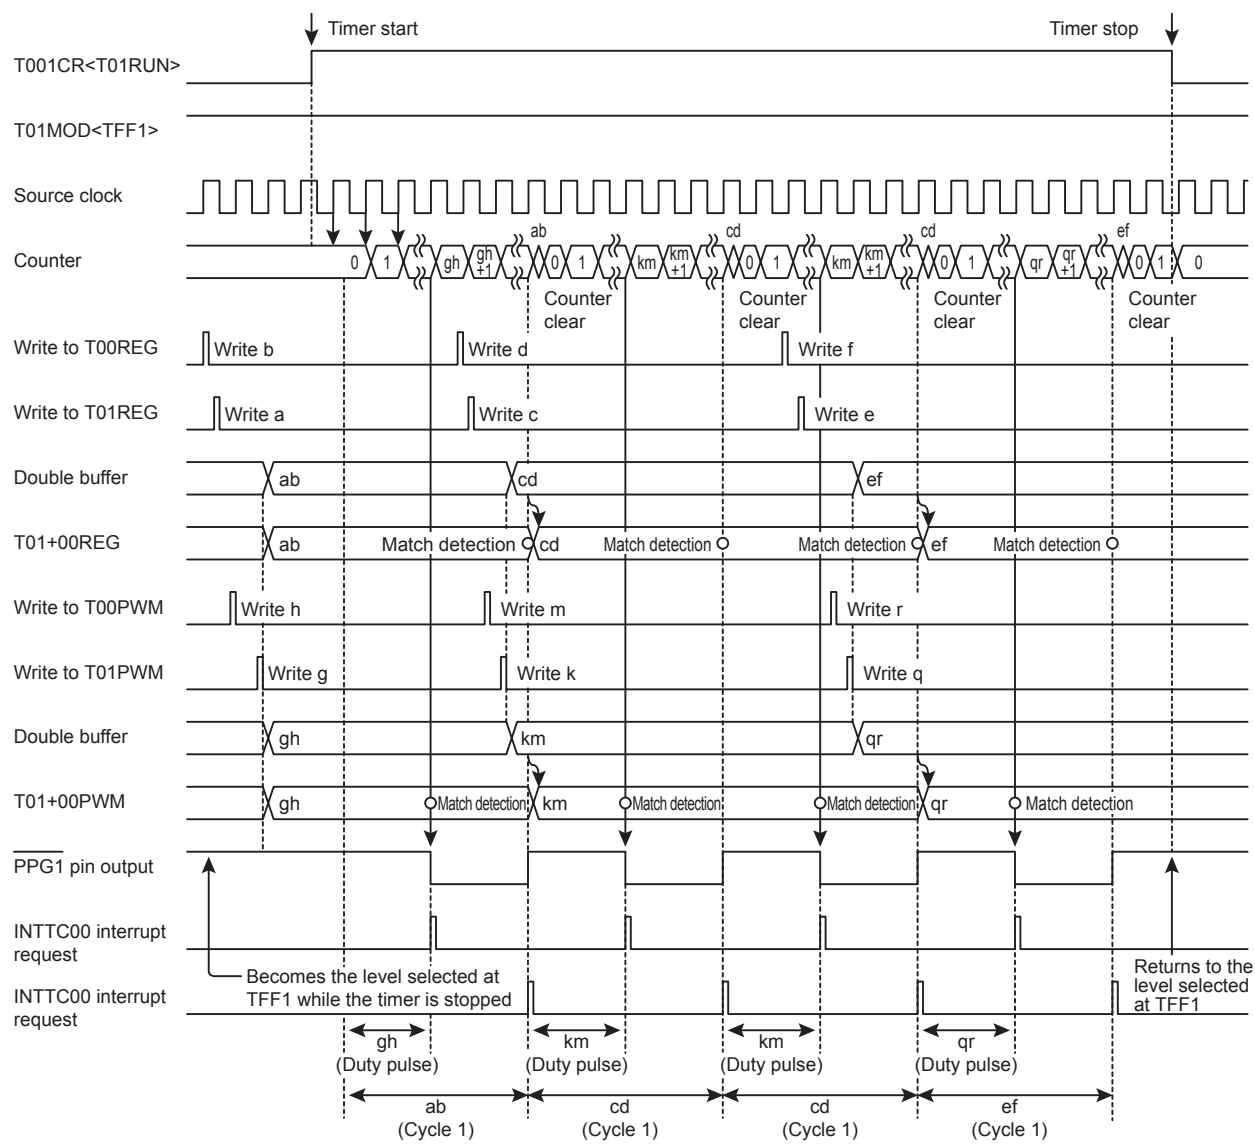 Timer start
Timer stop
T001CR<T01RUN>
T01MOD<TFF1>
Source clock
ab cd cd ef
Counter 0 1 gh gh+1 0 1 km km+1 0 1 km km+1 0 1 qr qr+1 0 1 0
Counter clear
Counter clear
Counter clear
Counter clear
Write to T00REG Write b Write d Write f
Write to T01REG Write a Write c Write e
Double buffer ab cd ef
T01+00REG ab Match detection cd Match detection Match detection ef Match detection
Write to T00PWM Write h Write m Write r
Write to T01PWM Write g Write k Write q
Double buffer gh km qr
T01+00PWM gh Match detection km Match detection Match detection qr Match detection
PPG1 pin output
INTTC00 interrupt
request
Becomes the level selected at
TFF1 while the timer is stopped
Returns to the
level selected
at TFF1
INTTC00 interrupt
request
gh km km qr
(Duty pulse) (Duty pulse) (Duty pulse) (Duty pulse)
ab cd cd ef
(Cycle 1) (Cycle 1) (Cycle 1) (Cycle 1)